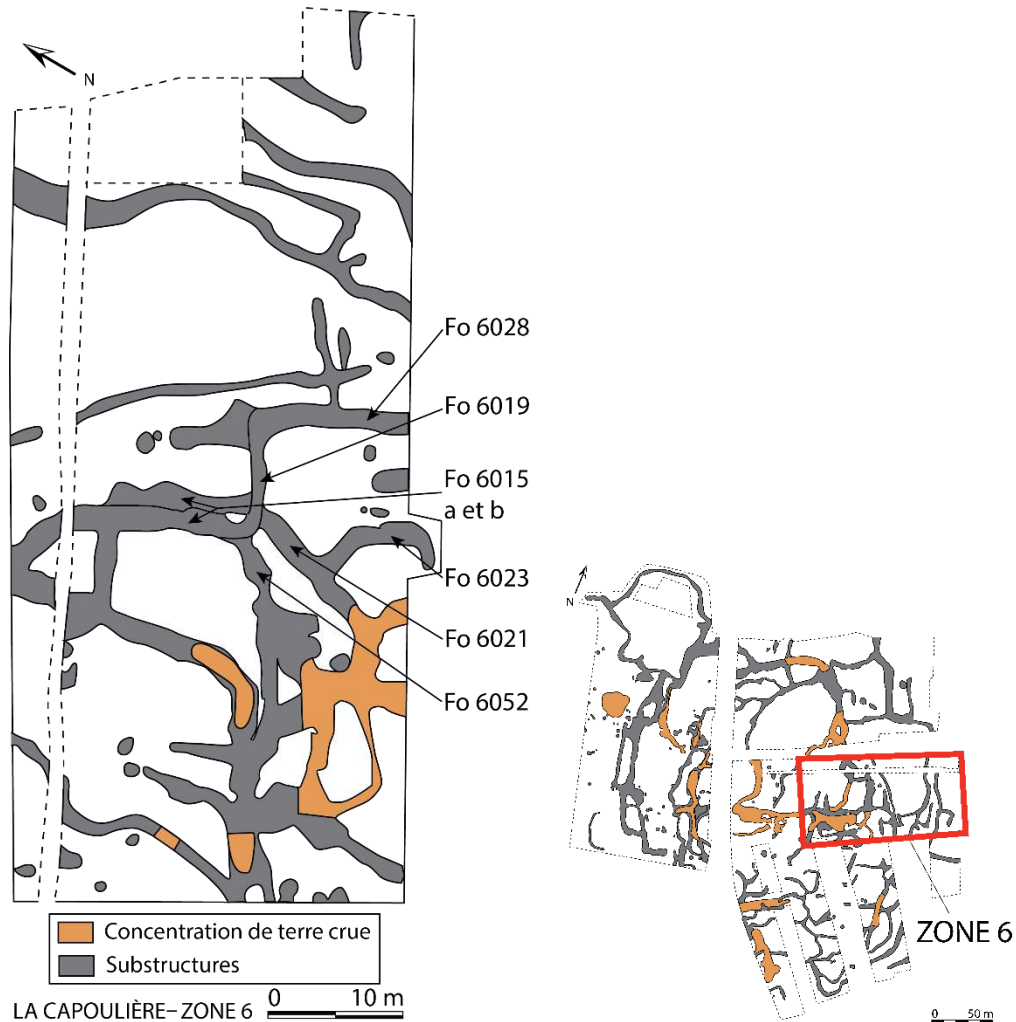 N
Fo 6028
Fo 6019
Fo 6015
a et b
Fo 6023
Fo 6021
Fo 6052
Concentration de terre crue
Substructures
LA CAPOULIÈRE–ZONE 6
0 10 m
N
ZONE 6
0 50 m